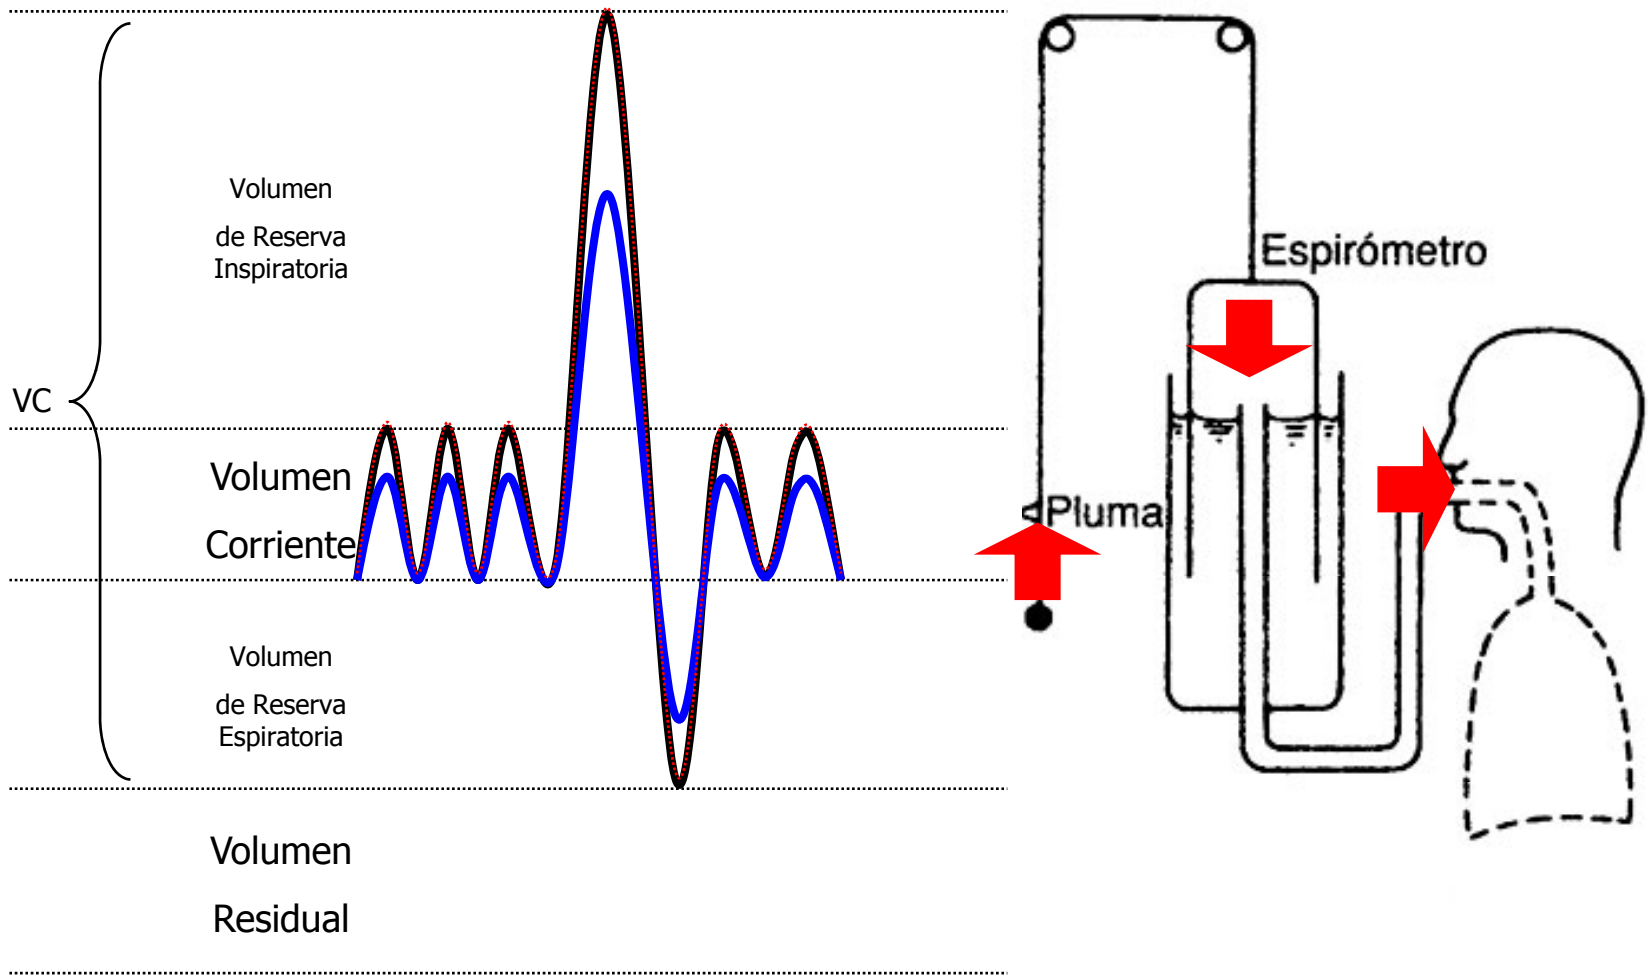 Volumen
de Reserva
Inspiratoria
VC
Volumen
Corriente
Volumen
de Reserva
Espiratoria
Volumen
Residual
Espirómetro
Pluma